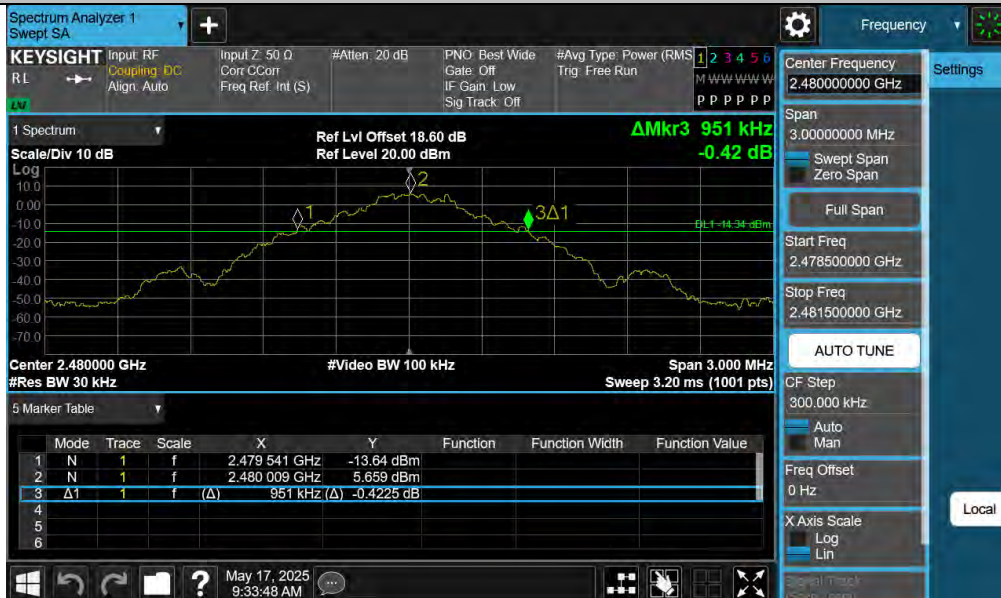 Spectrum Analyzer 1
Swept SA
+
Frequency
KEYSIGHT
RL
Input: RF
Coupling: DC
Align: Auto
Input Z: 50 Ω
Corr CCorr
Freq Ref: Int (S)
#Atten: 20 dB
PNO: Best Wide
Gate: Off
IF Gain: Low
Sig Track: Off
#Avg Type: Power (RMS
Trig: Free Run
1 2 3 4 5 6
M W W W W W
P P P P P P
1 Spectrum
Scale/Div 10 dB
Ref Lvl Offset 18.60 dB
Ref Level 20.00 dBm
ΔMkr3 951 kHz
-0.42 dB
Log
10.0
0.00
-10.0
-20.0
-30.0
-40.0
-50.0
-60.0
-70.0
1
2
3Δ1
DL1 -14.34 dBm
Center 2.480000 GHz
#Video BW 100 kHz
Span 3.000 MHz
#Res BW 30 kHz
Sweep 3.20 ms (1001 pts)
5 Marker Table
Mode Trace Scale X Y Function Function Width Function Value
1 N 1 f 2.479 541 GHz -13.64 dBm
2 N 1 f 2.480 009 GHz 5.659 dBm
3 Δ1 1 f (Δ) 951 kHz (Δ) -0.4225 dB
4
5
6
?
May 17, 2025
9:33:48 AM
Center Frequency
2.480000000 GHz
Span
3.00000000 MHz
Swept Span
Zero Span
Full Span
Start Freq
2.478500000 GHz
Stop Freq
2.481500000 GHz
AUTO TUNE
CF Step
300.000 kHz
Auto
Man
Freq Offset
0 Hz
X Axis Scale
Log
Lin
Signal Track
Settings
Local